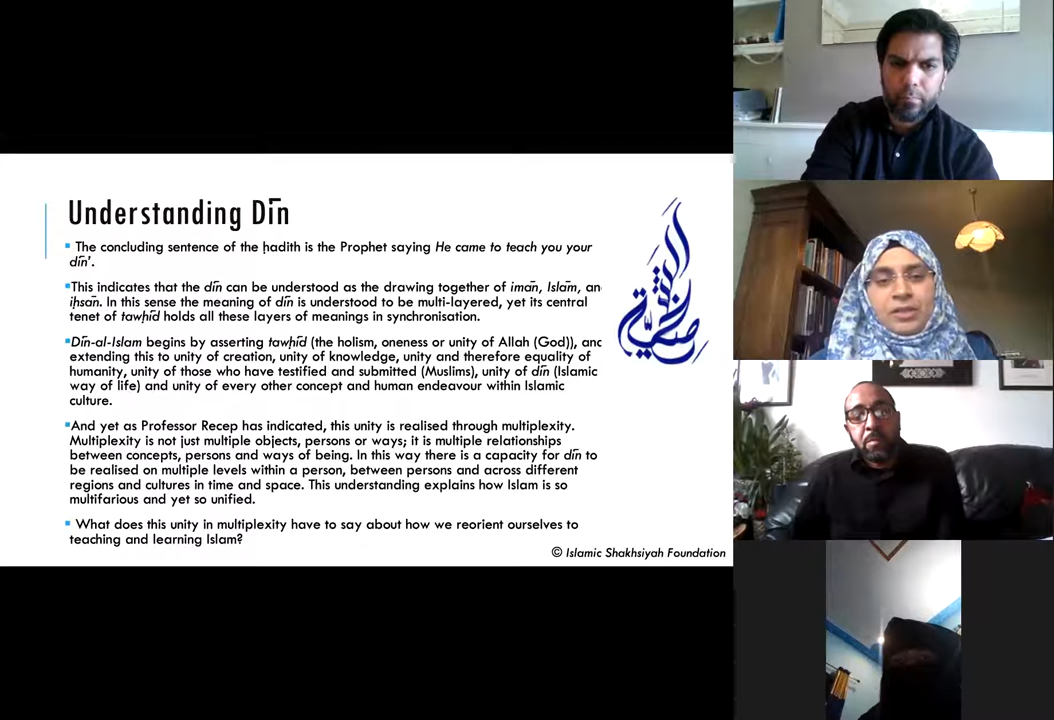 Understanding Dīn
▪ The concluding sentence of the ḥadith is the Prophet saying He came to teach you your
dīn’.
▪This indicates that the dīn can be understood as the drawing together of imān, Islām, an
iḥsān. In this sense the meaning of dīn is understood to be multi-layered, yet its central
tenet of tawḥīd holds all these layers of meanings in synchronisation.
▪Dīn-al-Islam begins by asserting tawḥīd (the holism, oneness or unity of Allah (God)), and
extending this to unity of creation, unity of knowledge, unity and therefore equality of
humanity, unity of those who have testified and submitted (Muslims), unity of dīn (Islamic
way of life) and unity of every other concept and human endeavour within Islamic
culture.
▪And yet as Professor Recep has indicated, this unity is realised through multiplexity.
Multiplexity is not just multiple objects, persons or ways; it is multiple relationships
between concepts, persons and ways of being. In this way there is a capacity for dīn to
be realised on multiple levels within a person, between persons and across different
regions and cultures in time and space. This understanding explains how Islam is so
multifarious and yet so unified.
▪ What does this unity in multiplexity have to say about how we reorient ourselves to
teaching and learning Islam?
© Islamic Shakhsiyah Foundation